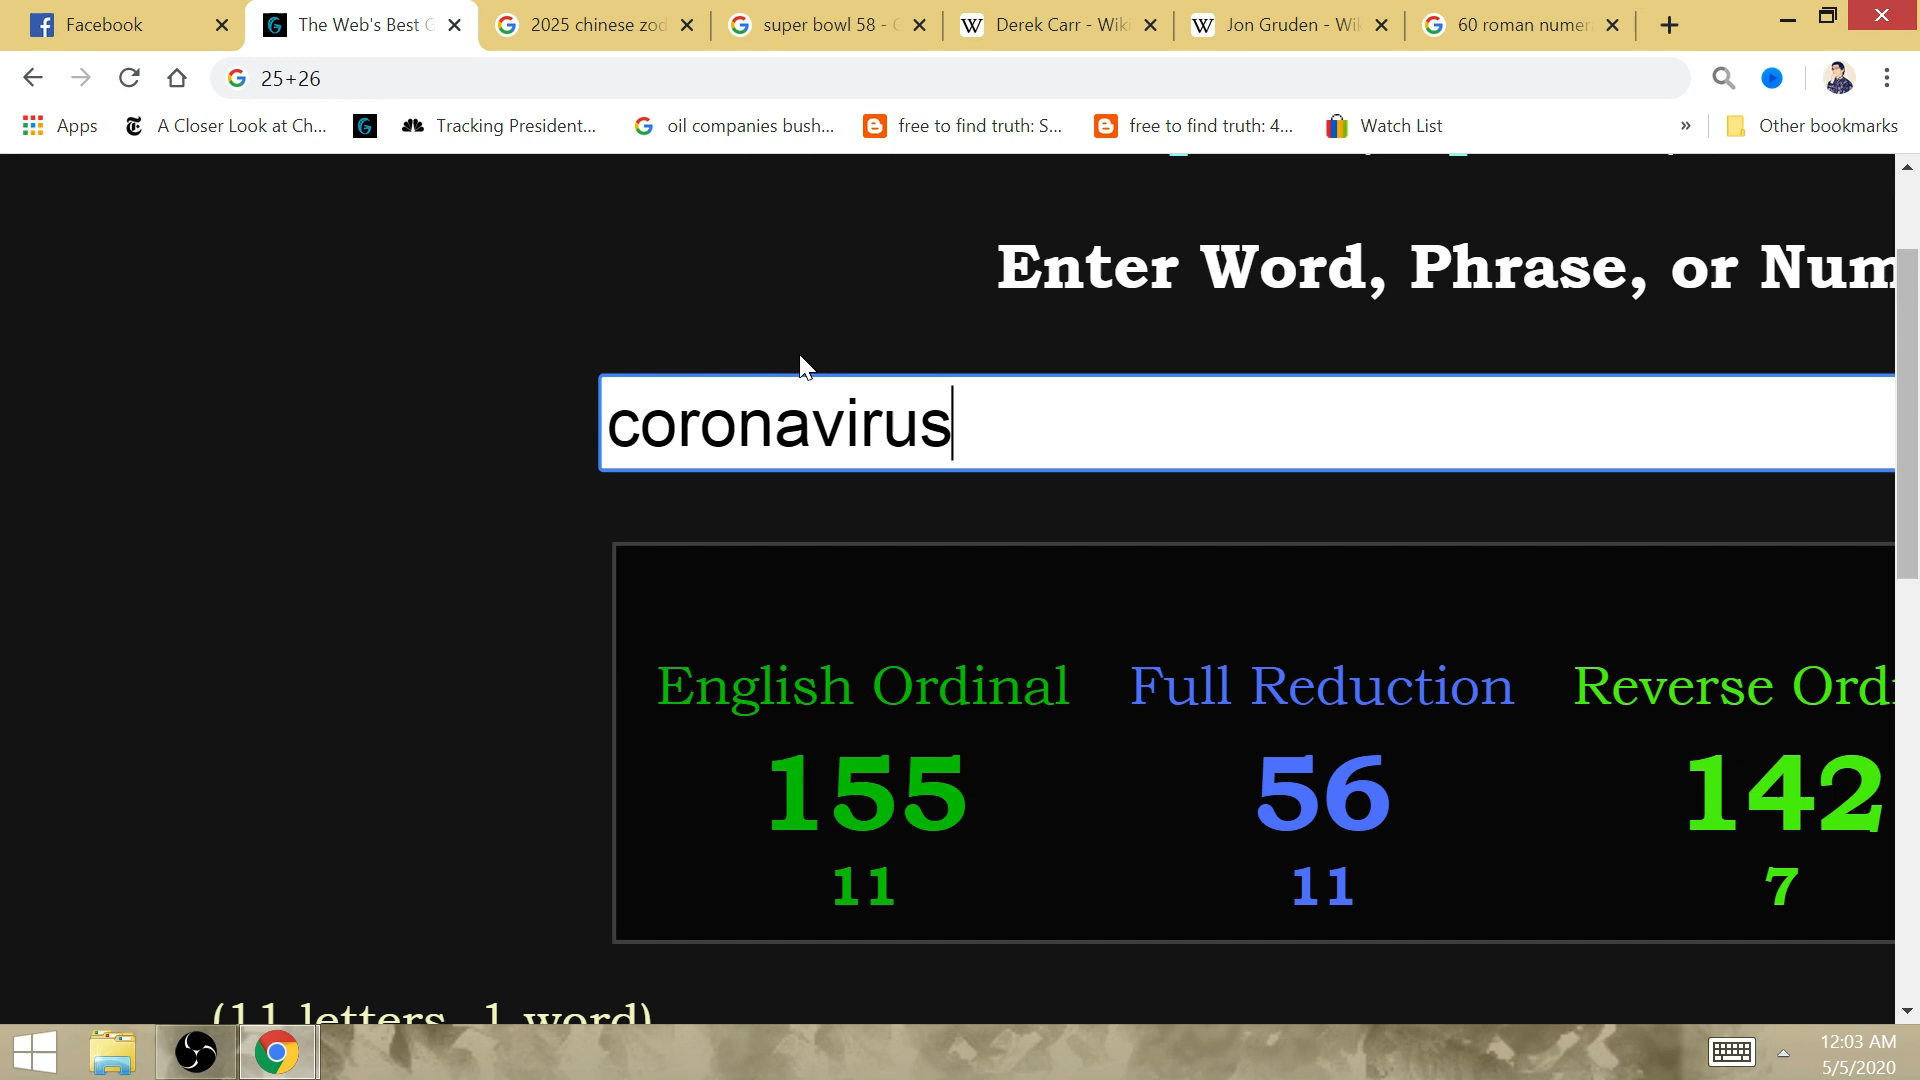 Facebook
The Web's Best G
2025 chinese zod
super bowl 58 - G
Derek Carr - Wiki
Jon Gruden - Wik
60 roman numer
25+26
Apps
A Closer Look at Ch...
Tracking President...
oil companies bush...
free to find truth: S...
free to find truth: 4...
Watch List
»
Other bookmarks
Enter Word, Phrase, or Num
coronavirus
English Ordinal Full Reduction Reverse Ordi
155 56 142
11 11 7
(11 letters, 1 word)
12:03 AM
5/5/2020